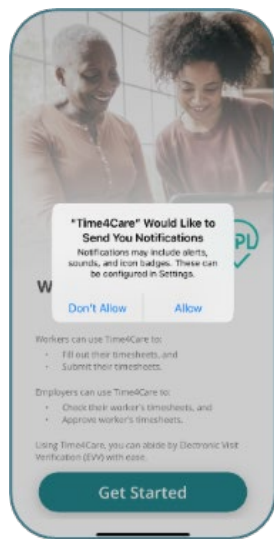 "Time4Care" Would Like to
Send You Notifications
Notifications may include alerts,
sounds, and icon badges. These can
be configured in Settings.
PL
W
Don't Allow
Allow
Workers can use Time4Care to:
• Fill out their timesheets, and
• Submit their timesheets.
Employers can use Time4Care to:
• Check their worker's timesheets, and
• Approve worker's timesheets.
Using Time4Care, you can abide by Electronic Visit
Verification (EVV) with ease.
Get Started